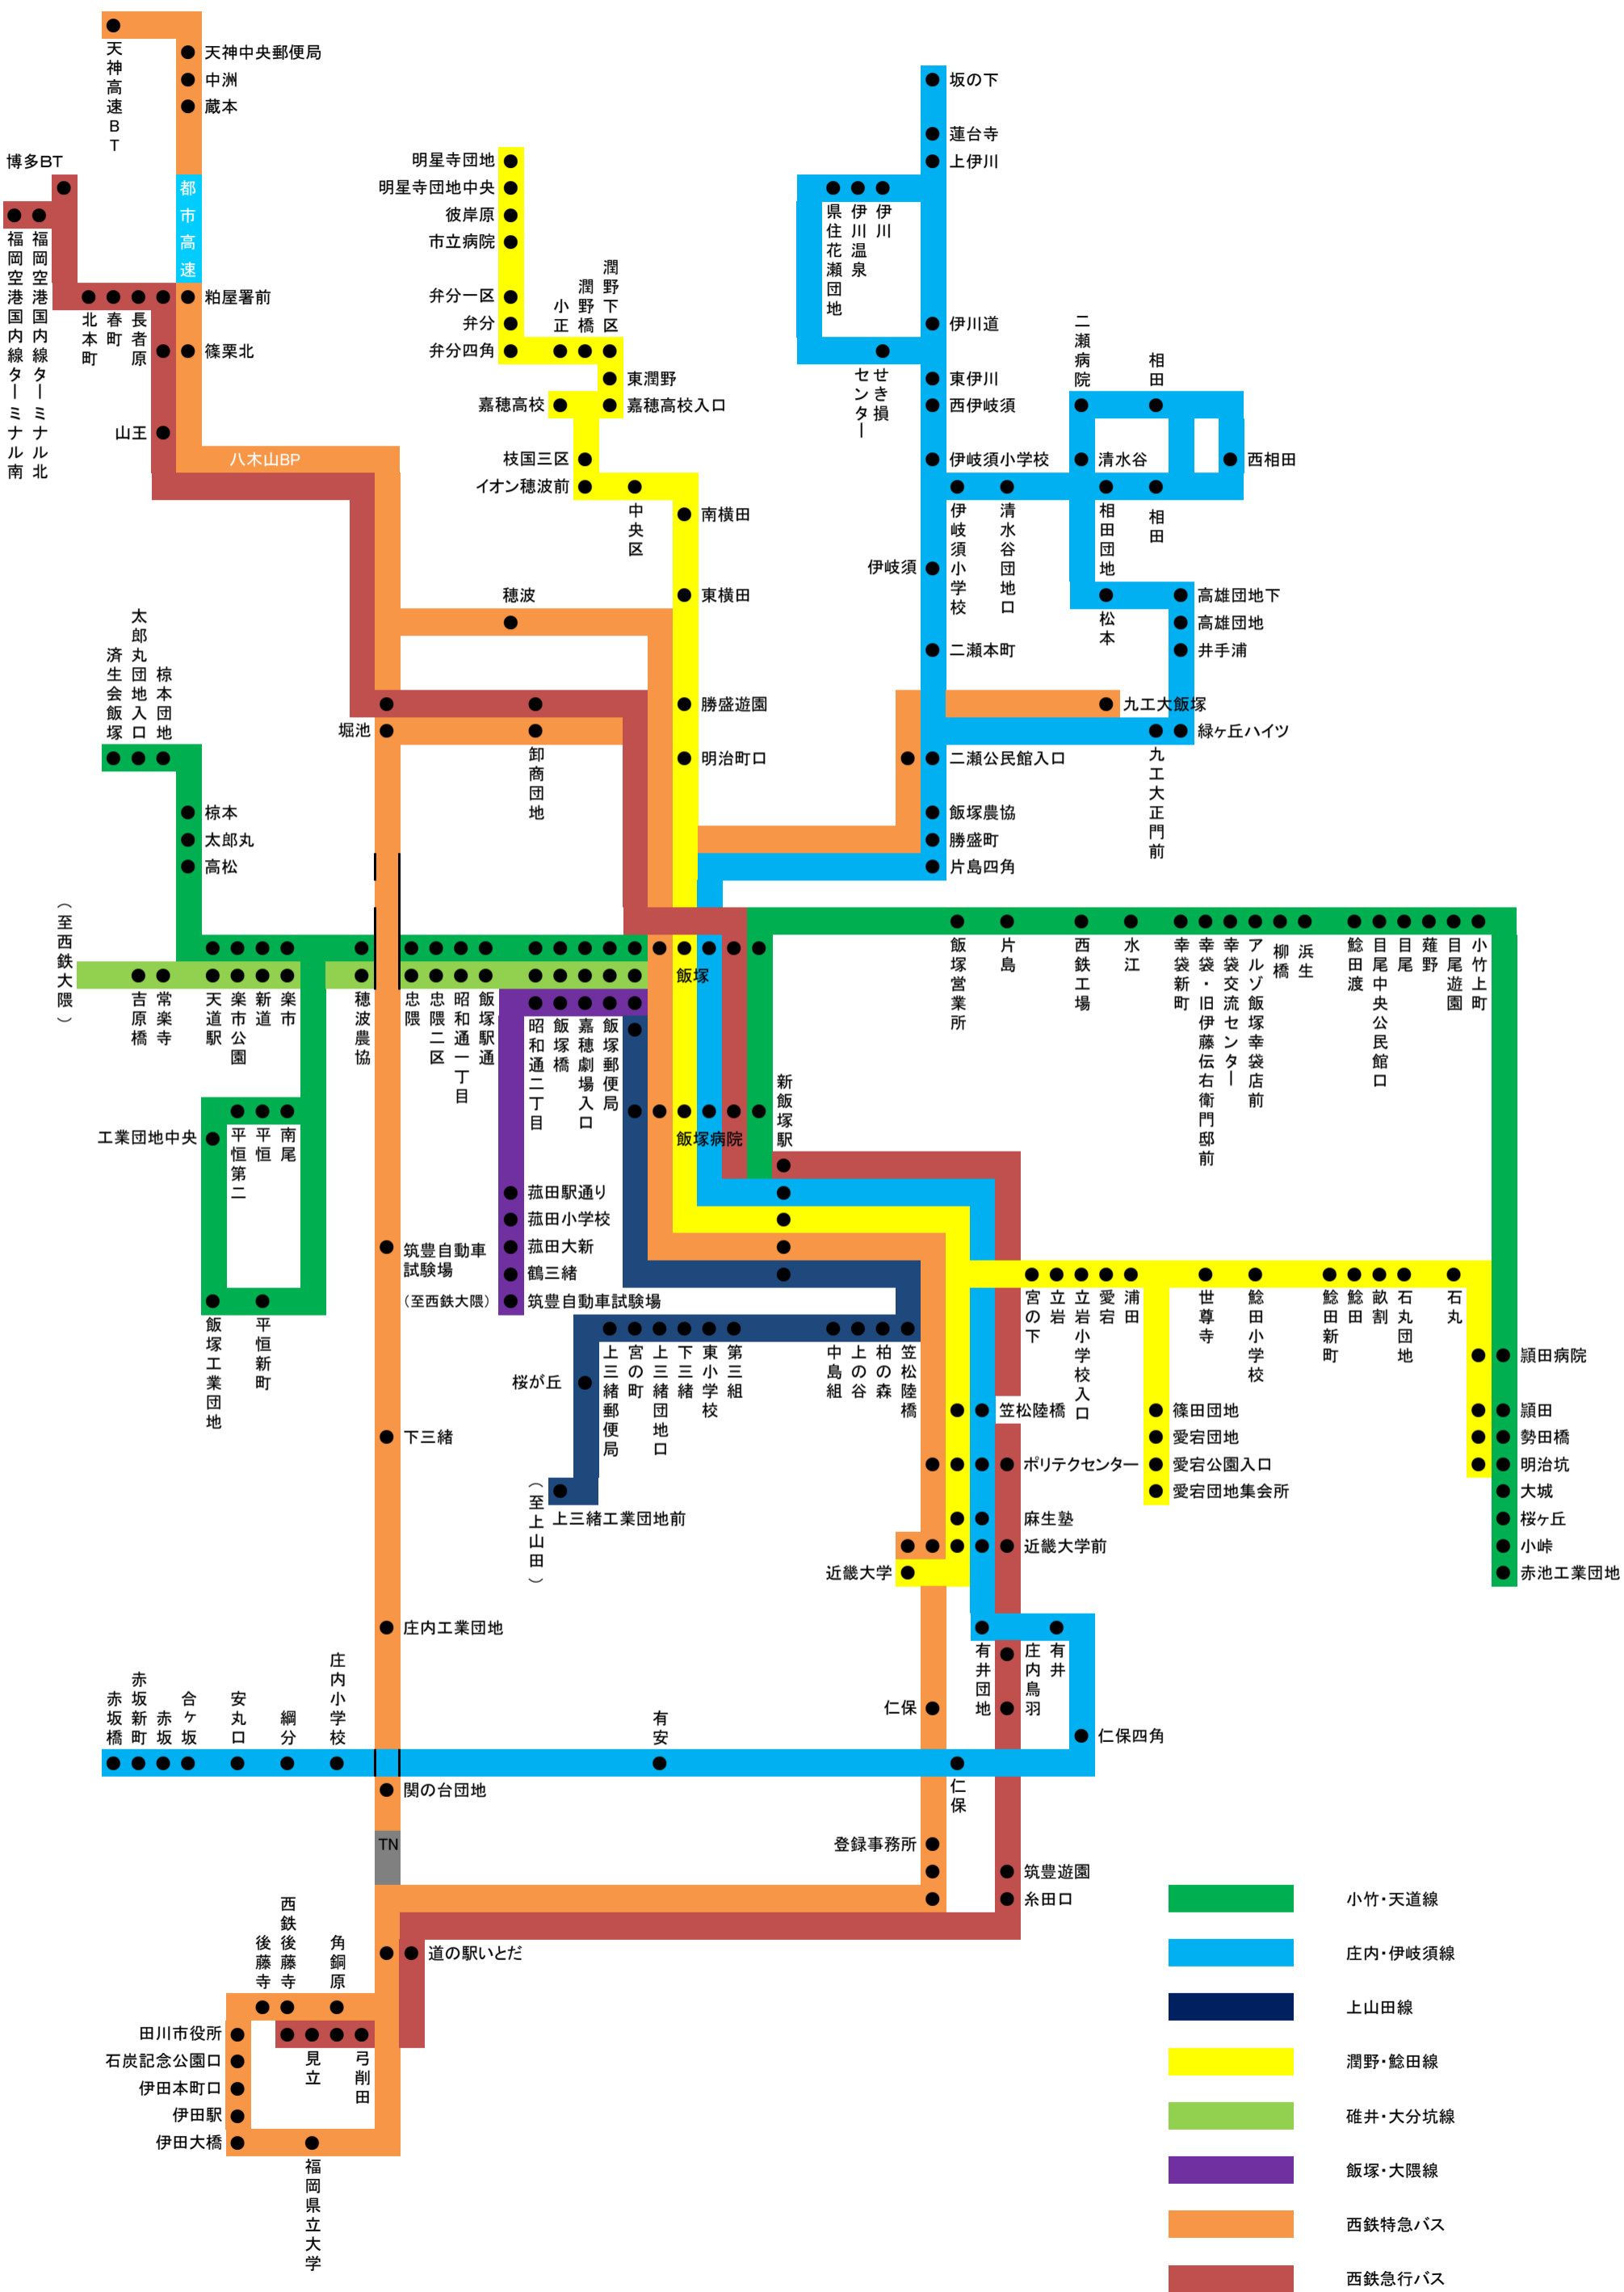 天神高速BT
天神中央郵便局
中洲
蔵本
都市高速
博多BT
福岡空港国内線ターミナル南
福岡空港国内線ターミナル北
北本町
春町
長者原
粕屋署前
篠栗北
山王
八木山BP
明星寺団地
明星寺団地中央
彼岸原
市立病院
弁分一区
弁分
弁分四角
小正
潤野橋
潤野下区
東潤野
嘉穂高校
嘉穂高校入口
枝国三区
イオン穂波前
中央区
南横田
東横田
勝盛遊園
明治町口
坂の下
蓮台寺
上伊川
県住花瀬団地
伊川温泉
伊川
伊川道
せき損センター
東伊川
西伊岐須
伊岐須小学校
伊岐須小学校
清水谷団地口
二瀬病院
相田
清水谷
西相田
相田団地
相田
伊岐須
松本
高雄団地下
高雄団地
井手浦
二瀬本町
九工大飯塚
緑ヶ丘ハイツ
九工大正門前
二瀬公民館入口
飯塚農協
勝盛町
片島四角
穂波
堀池
卸商団地
済生会飯塚
太郎丸団地入口
椋本団地
椋本
太郎丸
高松
（至西鉄大隈）
吉原橋
常楽寺
天道駅
楽市公園
新道
楽市
穂波農協
忠隈
忠隈二区
昭和通一丁目
飯塚駅通
昭和通二丁目
飯塚橋
嘉穂劇場入口
飯塚郵便局
飯塚
飯塚営業所
片島
西鉄工場
水江
幸袋新町
幸袋・旧伊藤伝右衛門邸前
幸袋交流センター
アルゾ飯塚幸袋店前
柳橋
浜生
鯰田渡
目尾中央公民館口
目尾
薙野
目尾遊園
小竹上町
工業団地中央
平恒第二
平恒
南尾
飯塚工業団地
平恒新町
飯塚病院
新飯塚駅
菰田駅通り
菰田小学校
菰田大新
鶴三緒
（至西鉄大隈）
筑豊自動車試験場
筑豊自動車
試験場
宮の下
立岩
立岩小学校入口
愛宕
浦田
世尊寺
鯰田小学校
鯰田新町
鯰田
畝割
石丸団地
石丸
頴田病院
頴田
勢田橋
明治坑
大城
桜ヶ丘
小峠
赤池工業団地
篠田団地
愛宕団地
愛宕公園入口
愛宕団地集会所
桜が丘
上三緒郵便局
宮の町
上三緒団地口
下三緒
東小学校
第三組
中島組
上の谷
柏の森
笠松陸橋
笠松陸橋
ポリテクセンター
（至上山田）
上三緒工業団地前
下三緒
麻生塾
近畿大学前
近畿大学
庄内工業団地
有井団地
庄内鳥羽
有井
仁保
仁保四角
赤坂橋
赤坂新町
赤坂
合ヶ坂
安丸口
綱分
庄内小学校
有安
仁保
関の台団地
TN
登録事務所
筑豊遊園
糸田口
後藤寺
西鉄後藤寺
角銅原
道の駅いとだ
田川市役所
石炭記念公園口
伊田本町口
伊田駅
伊田大橋
見立
弓削田
福岡県立大学
小竹・天道線
庄内・伊岐須線
上山田線
潤野・鯰田線
碓井・大分坑線
飯塚・大隈線
西鉄特急バス
西鉄急行バス